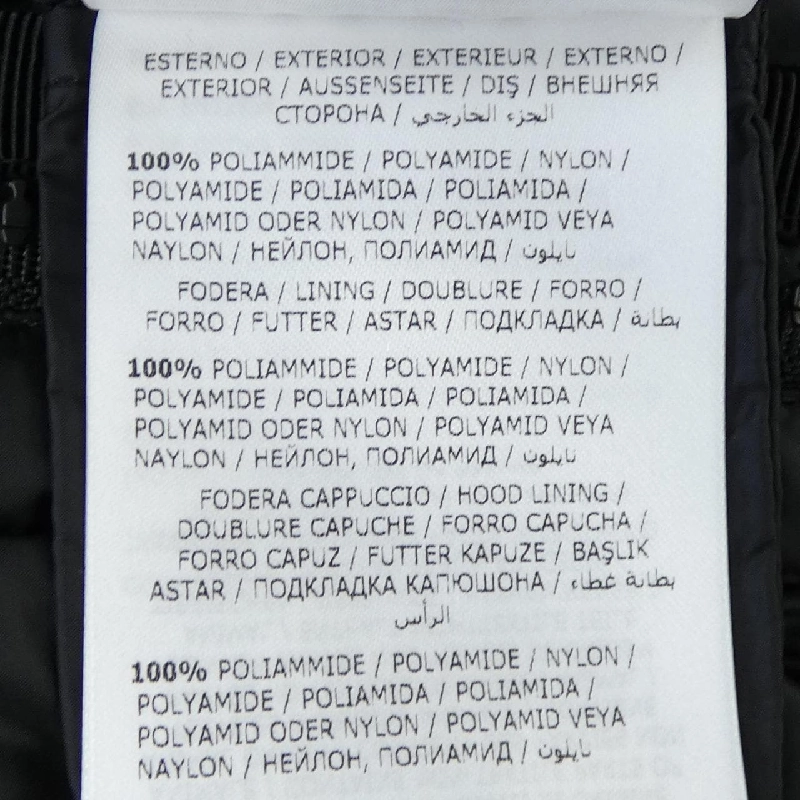 ESTERNO / EXTERIOR / EXTERIEUR / EXTERNO /
EXTERIOR / AUSSENSEITE / DIŞ / ВНЕШНЯЯ
СТОРОНА / الجزء الخارجي
100% POLIAMMIDE / POLYAMIDE / NYLON /
POLYAMIDE / POLIAMIDA / POLIAMIDA /
POLYAMID ODER NYLON / POLYAMID VEYA
NAYLON / НЕЙЛОН, ПОЛИАМИД / نايلون
FODERA / LINING / DOUBLURE / FORRO /
FORRO / FUTTER / ASTAR / ПОДКЛАДКА / بطانة
100% POLIAMMIDE / POLYAMIDE / NYLON /
POLYAMIDE / POLIAMIDA / POLIAMIDA /
POLYAMID ODER NYLON / POLYAMID VEYA
NAYLON / НЕЙЛОН, ПОЛИАМИД / نايلون
FODERA CAPPUCCIO / HOOD LINING /
DOUBLURE CAPUCHE / FORRO CAPUCHA /
FORRO CAPUZ / FUTTER KAPUZE / BAŞLIK
ASTAR / ПОДКЛАДКА КАПЮШОНА / بطانة غطاء
الرأس
100% POLIAMMIDE / POLYAMIDE / NYLON /
POLYAMIDE / POLIAMIDA / POLIAMIDA /
POLYAMID ODER NYLON / POLYAMID VEYA
NAYLON / НЕЙЛОН, ПОЛИАМИД / نايلون